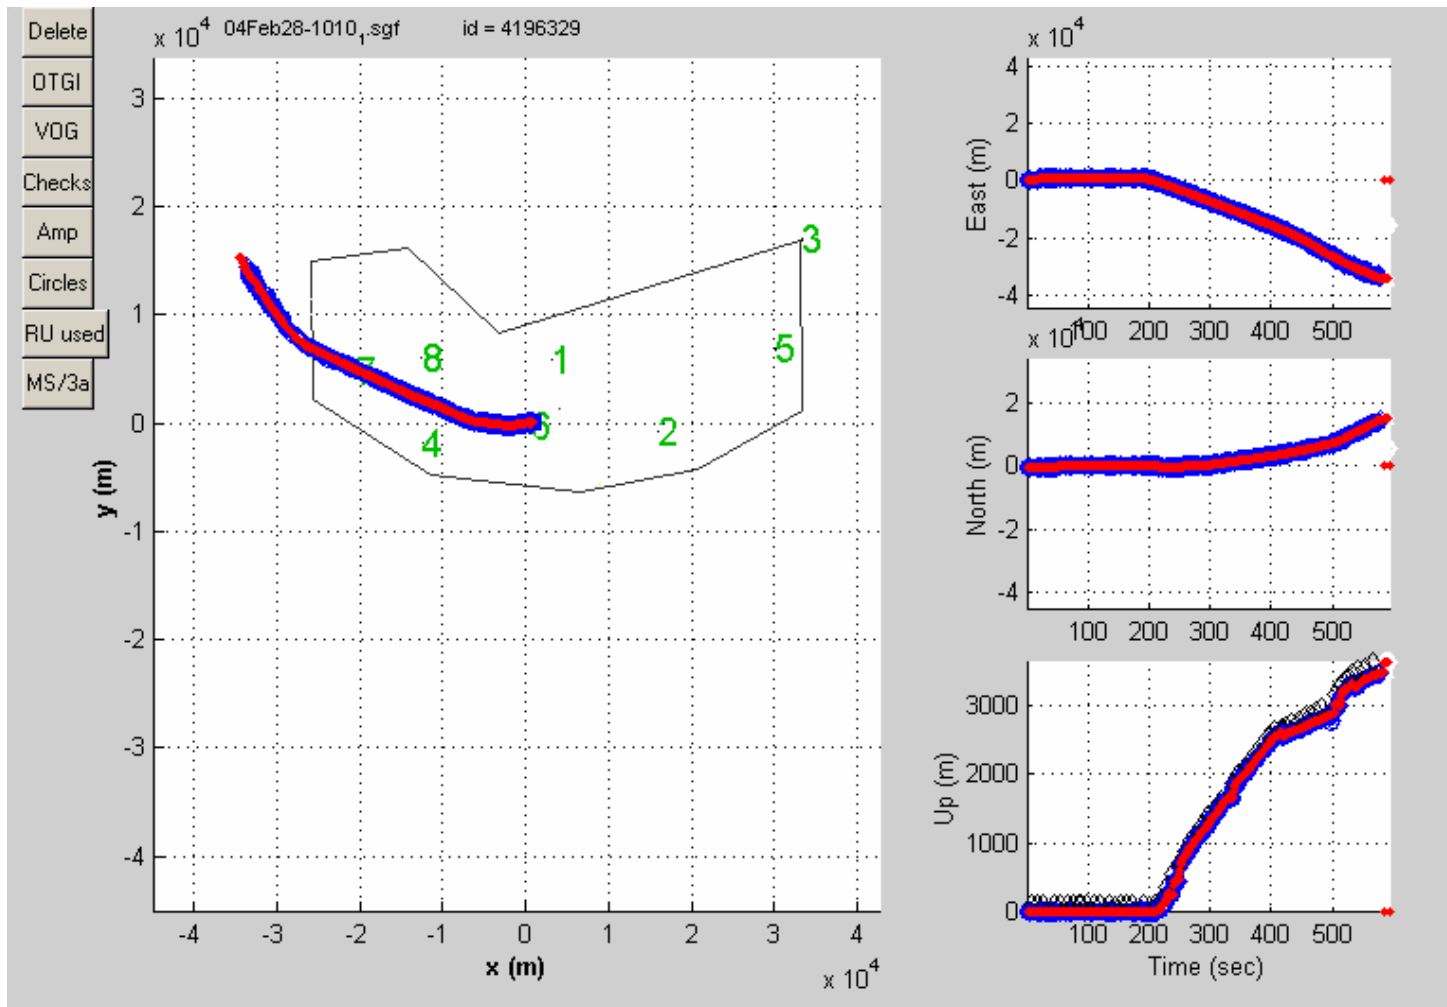 Delete
OTGI
VOG
Checks
Amp
Circles
RU used
MS/3a
x 10^4 04Feb28-1010_1.sgf id = 4196329
3
2
1
0
-1
-2
-3
-4
y (m)
-4 -3 -2 -1 0 1 2 3 4
x (m)
x 10^4
3
5
8
1
7
6
2
4
x 10^4
2
0
-2
-4
East (m)
100 200 300 400 500
x 10^4
2
0
-2
-4
North (m)
100 200 300 400 500
3000
2000
1000
0
Up (m)
100 200 300 400 500
Time (sec)